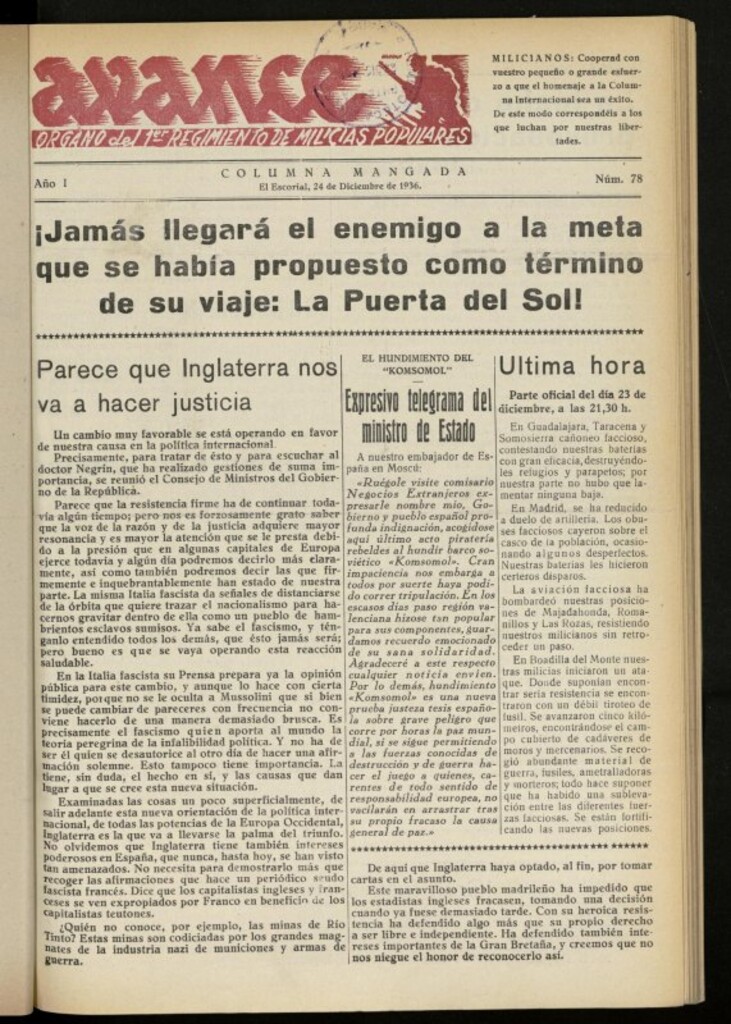 avance
ORGANO del 1er REGIMIENTO DE MILICIAS POPULARES
MILICIANOS: Cooperad con
vuestro pequeño o grande esfuer-
zo a que el homenaje a la Colum-
na Internacional sea un éxito.
De este modo correspondéis a los
que luchan por nuestras liber-
tades.
Año I
COLUMNA MANGADA
El Escorial, 24 de Diciembre de 1936.
Núm. 78
¡Jamás llegará el enemigo a la meta
que se había propuesto como término
de su viaje: La Puerta del Sol!
Parece que Inglaterra nos
va a hacer justicia
Un cambio muy favorable se está operando en favor
de nuestra causa en la política internacional.
Precisamente, para tratar de ésto y para escuchar al
doctor Negrín, que ha realizado gestiones de suma im-
portancia, se reunió el Consejo de Ministros del Gobier-
no de la República.
Parece que la resistencia firme ha de continuar toda-
vía algún tiempo; pero nos es forzosamente grato saber
que la voz de la razón y de la justicia adquiere mayor
resonancia y es mayor la atención que se le presta debi-
do a la presión que en algunas capitales de Europa
ejerce todavía y algún día podremos decirlo más clara-
mente, así como también podremos decir las que fir-
memente e inquebrantablemente han estado de nuestra
parte. La misma Italia fascista da señales de distanciarse
de la órbita que quiere trazar el nacionalismo para ha-
cernos gravitar dentro de ella como un pueblo de ham-
brientos esclavos sumisos. Ya sabe el fascismo, y tén-
ganlo entendido todos los demás, que ésto jamás será;
pero bueno es que se vaya operando esta reacción
saludable.
En la Italia fascista su Prensa prepara ya la opinión
pública para este cambio, y aunque lo hace con cierta
timidez, porque no se le oculta a Mussolini que si bien
se puede cambiar de pareceres con frecuencia no con-
viene hacerlo de una manera demasiado brusca. Es
precisamente el fascismo quien aporta al mundo la
teoría peregrina de la infalibilidad política. Y no ha de
ser él quien se desautorice al otro día de hacer una afir-
mación solemne. Esto tampoco tiene importancia. La
tiene, sin duda, el hecho en sí, y las causas que dan
lugar a que se cree esta nueva situación.
Examinadas las cosas un poco superficialmente, de
salir adelante esta nueva orientación de la política inter-
nacional, de todas las potencias de la Europa Occidental,
Inglaterra es la que va a llevarse la palma del triunfo.
No olvidemos que Inglaterra tiene también intereses
poderosos en España, que nunca, hasta hoy, se han visto
tan amenazados. No necesita para demostrarlo más que
recoger las afirmaciones que hace un periódico seudo
fascista francés. Dice que los capitalistas ingleses y fran-
ceses se ven expropiados por Franco en beneficio de los
capitalistas teutones.
¿Quién no conoce, por ejemplo, las minas de Río
Tinto? Estas minas son codiciadas por los grandes mag-
nates de la industria nazi de municiones y armas de
guerra.
EL HUNDIMIENTO DEL
"KOMSOMOL"
Expresivo telegrama del
ministro de Estado
A nuestro embajador de Es-
paña en Moscú:
«Ruégole visite comisario
Negocios Extranjeros ex-
presarle nombre mio, Go-
bierno y pueblo español pro-
funda indignación, acogidose
aquí último acto piratería
rebeldes al hundir barco so-
viético «Komsomol». Gran
impaciencia nos embarga a
todos por suerte haya podi-
do correr tripulación. En los
escasos días paso región va-
lenciana hízose tan popular
para sus componentes, guar-
damos recuerdo emocionado
de su sana solidaridad.
Agradeceré a este respecto
cualquier noticia envíen.
Por lo demás, hundimiento
«Komsomol» es una nueva
prueba justeza tesis españo-
la sobre grave peligro que
corre por horas la paz mun-
dial, si se sigue permitiendo
a las fuerzas conocidas de
destrucción y de guerra ha-
cer el juego a quienes, ca-
rentes de todo sentido de
responsabilidad europea, no
vacilarán en arrastrar tras
su propio fracaso la causa
general de paz.»
Ultima hora
Parte oficial del día 23 de
diciembre, a las 21,30 h.
En Guadalajara, Taracena y
Somosierra cañoneo faccioso,
contestando nuestras baterías
con gran eficacia, destruyéndo-
les refugios y parapetos; por
nuestra parte no hubo que la-
mentar ninguna baja.
En Madrid, se ha reducido
a duelo de artillería. Los obu-
ses facciosos cayeron sobre el
casco de la población, ocasio-
nando algunos desperfectos.
Nuestras baterías les hicieron
certeros disparos.
La aviación facciosa ha
bombardeó nuestras posicio-
nes de Majadahonda, Roma-
nillos y Las Rozas, resistiendo
nuestros milicianos sin retro-
ceder un paso.
En Boadilla del Monte nues-
tras milicias iniciaron un ata-
que. Donde suponían encon-
trar seria resistencia se encon-
traron con un débil tiroteo de
fusil. Se avanzaron cinco kiló-
metros, encontrándose el cam-
po cubierto de cadáveres de
moros y mercenarios. Se reco-
gió abundante material de
guerra, fusiles, ametralladoras
y morteros; todo hace suponer
que ha habido una subleva-
ción entre las diferentes fuer-
zas facciosas. Se están fortifi-
cando las nuevas posiciones.
De aquí que Inglaterra haya optado, al fin, por tomar
cartas en el asunto.
Este maravilloso pueblo madrileño ha impedido que
los estadistas ingleses fracasen, tomando una decisión
cuando ya fuese demasiado tarde. Con su heroica resis-
tencia ha defendido algo más que su propio derecho
a ser libre e independiente. Ha defendido también inte-
reses importantes de la Gran Bretaña, y creemos que no
nos niegue el honor de reconocerlo así.